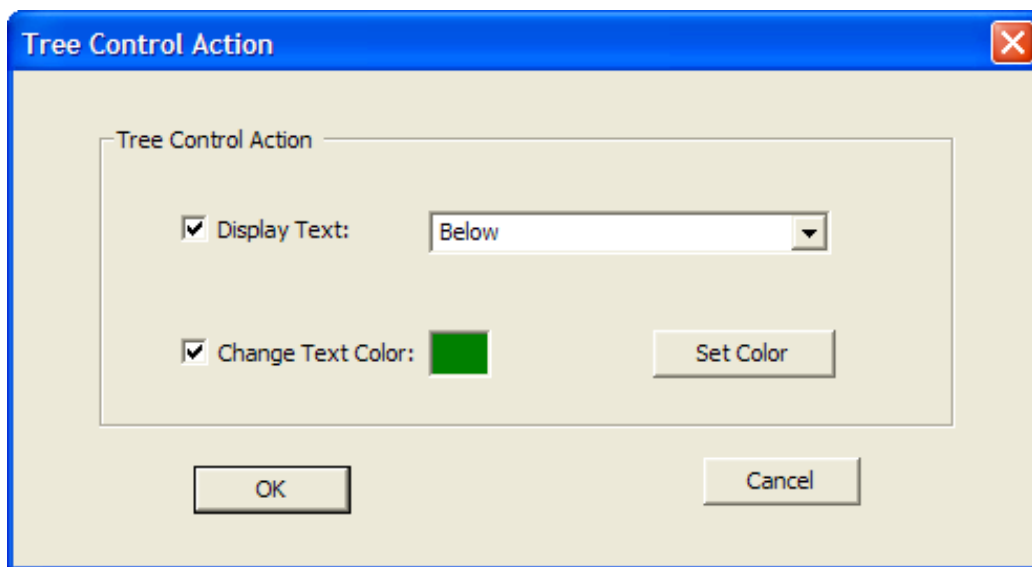 Tree Control Action
Tree Control Action
Display Text: Below
Change Text Color: Set Color
OK Cancel